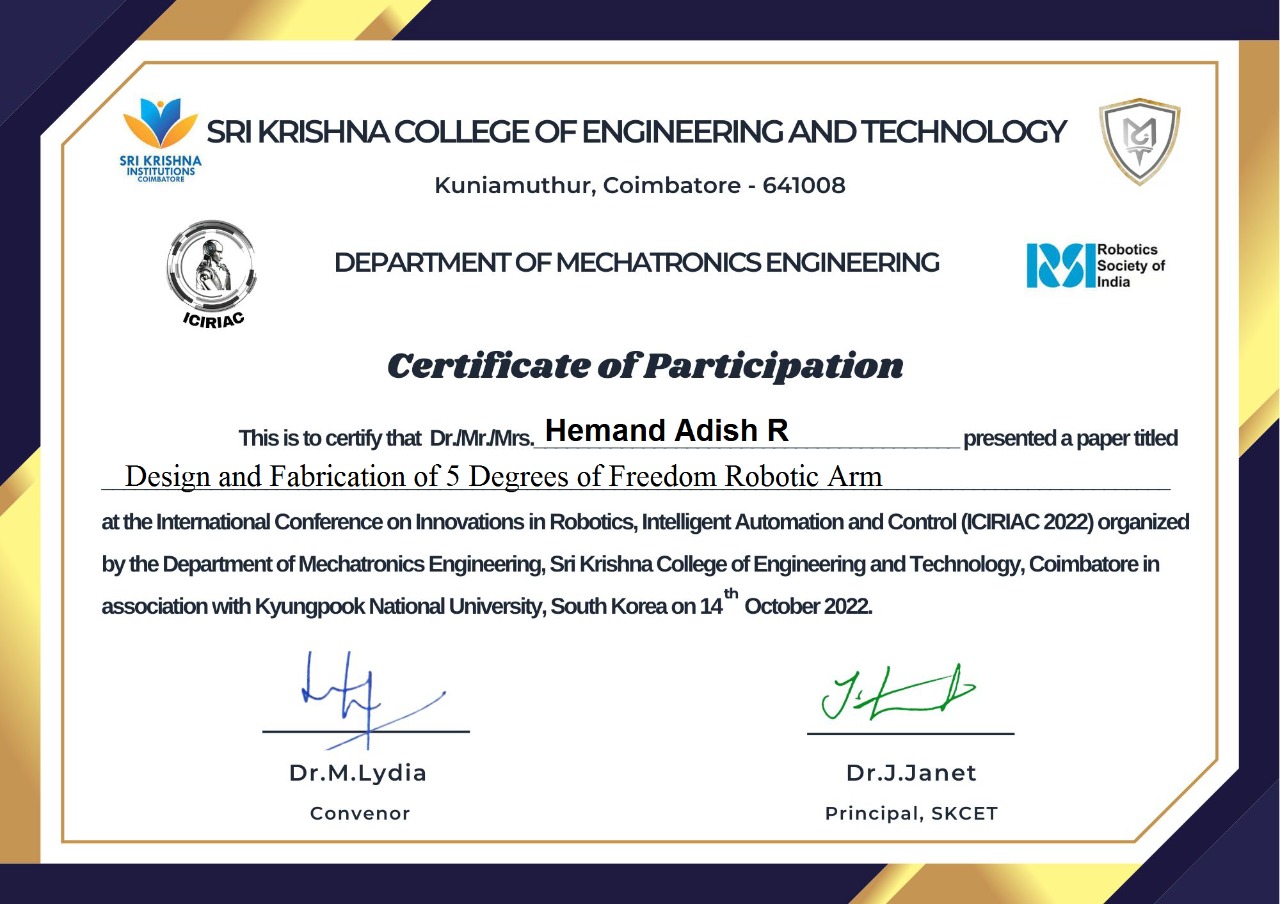 SRI KRISHNA COLLEGE OF ENGINEERING AND TECHNOLOGY
SRI KRISHNA
INSTITUTIONS
COIMBATORE
Kuniamuthur, Coimbatore - 641008
ICIRIAC
DEPARTMENT OF MECHATRONICS ENGINEERING
RSI Robotics
Society of
India
Certificate of Participation
This is to certify that Dr./Mr./Mrs. Hemand Adish R presented a paper titled
Design and Fabrication of 5 Degrees of Freedom Robotic Arm
at the International Conference on Innovations in Robotics, Intelligent Automation and Control (ICIRIAC 2022) organized
by the Department of Mechatronics Engineering, Sri Krishna College of Engineering and Technology, Coimbatore in
association with Kyungpook National University, South Korea on 14th October 2022.
Dr.M.Lydia
Convenor
Dr.J.Janet
Principal, SKCET